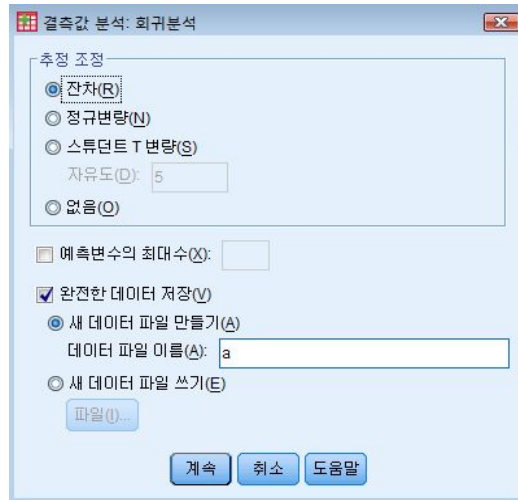 결측값 분석: 회귀분석
추정 조정
잔차(R)
정규변량(N)
스튜던트 T 변량(S)
자유도(D): 5
없음(O)
예측변수의 최대수(X):
완전한 데이터 저장(V)
새 데이터 파일 만들기(A)
데이터 파일 이름(A): a
새 데이터 파일 쓰기(E)
파일(I)...
계속 취소 도움말